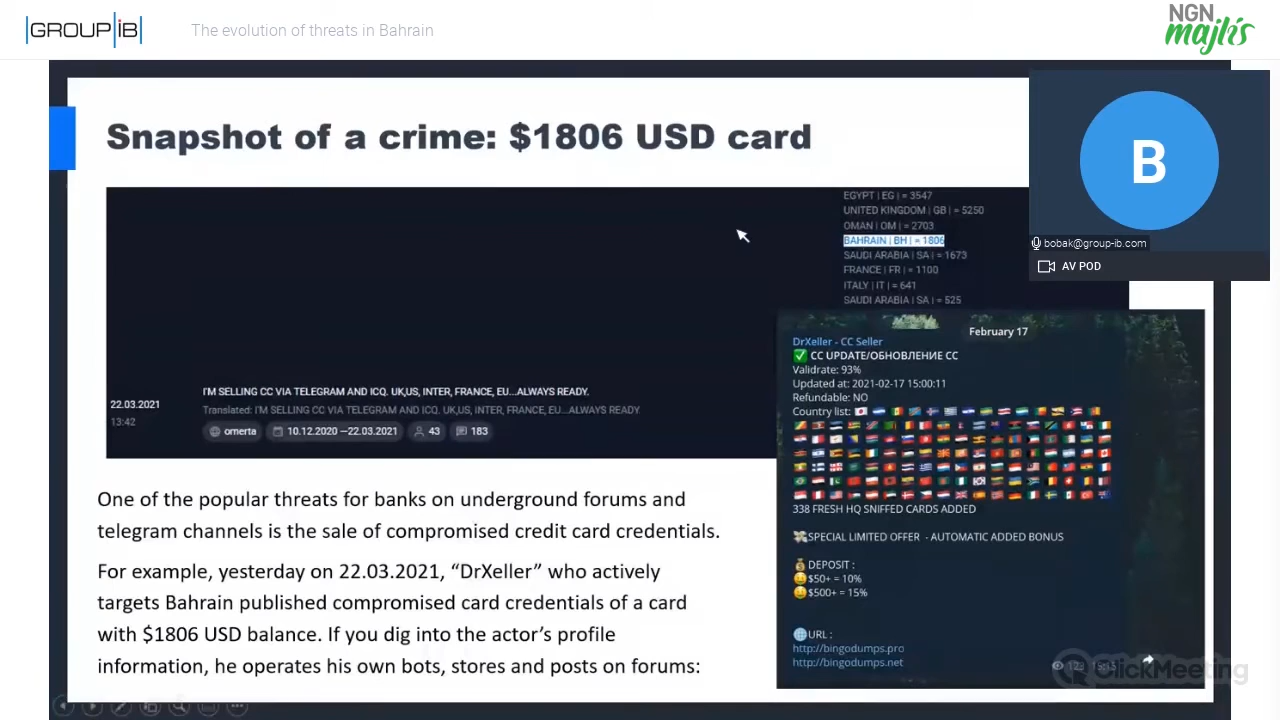 GROUP|iB
The evolution of threats in Bahrain
NGN
majlis
Snapshot of a crime: $1806 USD card
EGYPT | EG | = 3547
UNITED KINGDOM | GB | = 5250
OMAN | OM | = 2703
BAHRAIN | BH | = 1806
SAUDI ARABIA | SA | = 1673
FRANCE | FR | = 1100
ITALY | IT | = 641
SAUDI ARABIA | SA | = 525
B
bobak@group-ib.com
AV POD
22.03.2021
13:42
I'M SELLING CC VIA TELEGRAM AND ICQ. UK,US, INTER, FRANCE, EU...ALWAYS READY.
Translated: I'M SELLING CC VIA TELEGRAM AND ICQ. UK,US, INTER, FRANCE, EU...ALWAYS READY.
omerta 10.12.2020 —22.03.2021 43 183
February 17
DrXeller - CC Seller
CC UPDATE/ОБНОВЛЕНИЕ CC
Validrate: 93%
Updated at: 2021-02-17 15:00:11
Refundable: NO
Country list:
338 FRESH HQ SNIFFED CARDS ADDED
SPECIAL LIMITED OFFER - AUTOMATIC ADDED BONUS
DEPOSIT :
$50+ = 10%
$500+ = 15%
URL :
http://bingodumps.pro
http://bingodumps.net
123 15:15
ClickMeeting
One of the popular threats for banks on underground forums and
telegram channels is the sale of compromised credit card credentials.
For example, yesterday on 22.03.2021, “DrXeller” who actively
targets Bahrain published compromised card credentials of a card
with $1806 USD balance. If you dig into the actor’s profile
information, he operates his own bots, stores and posts on forums: